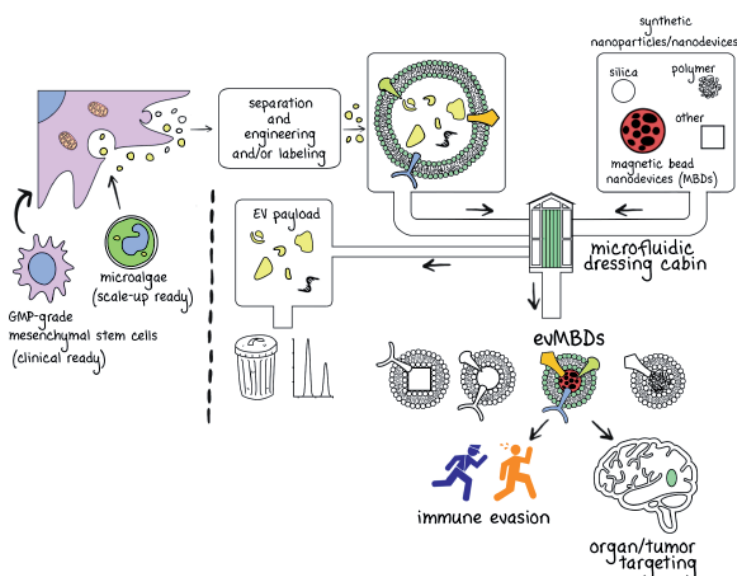 synthetic
nanoparticles/nanodevices
silica
polymer
other
magnetic bead
nanodevices (MBDs)
separation
and
engineering
and/or labeling
EV payload
microfluidic
dressing cabin
microalgae
(scale-up ready)
GMP-grade
mesenchymal stem cells
(clinical ready)
evMBDs
immune evasion
organ/tumor
targeting